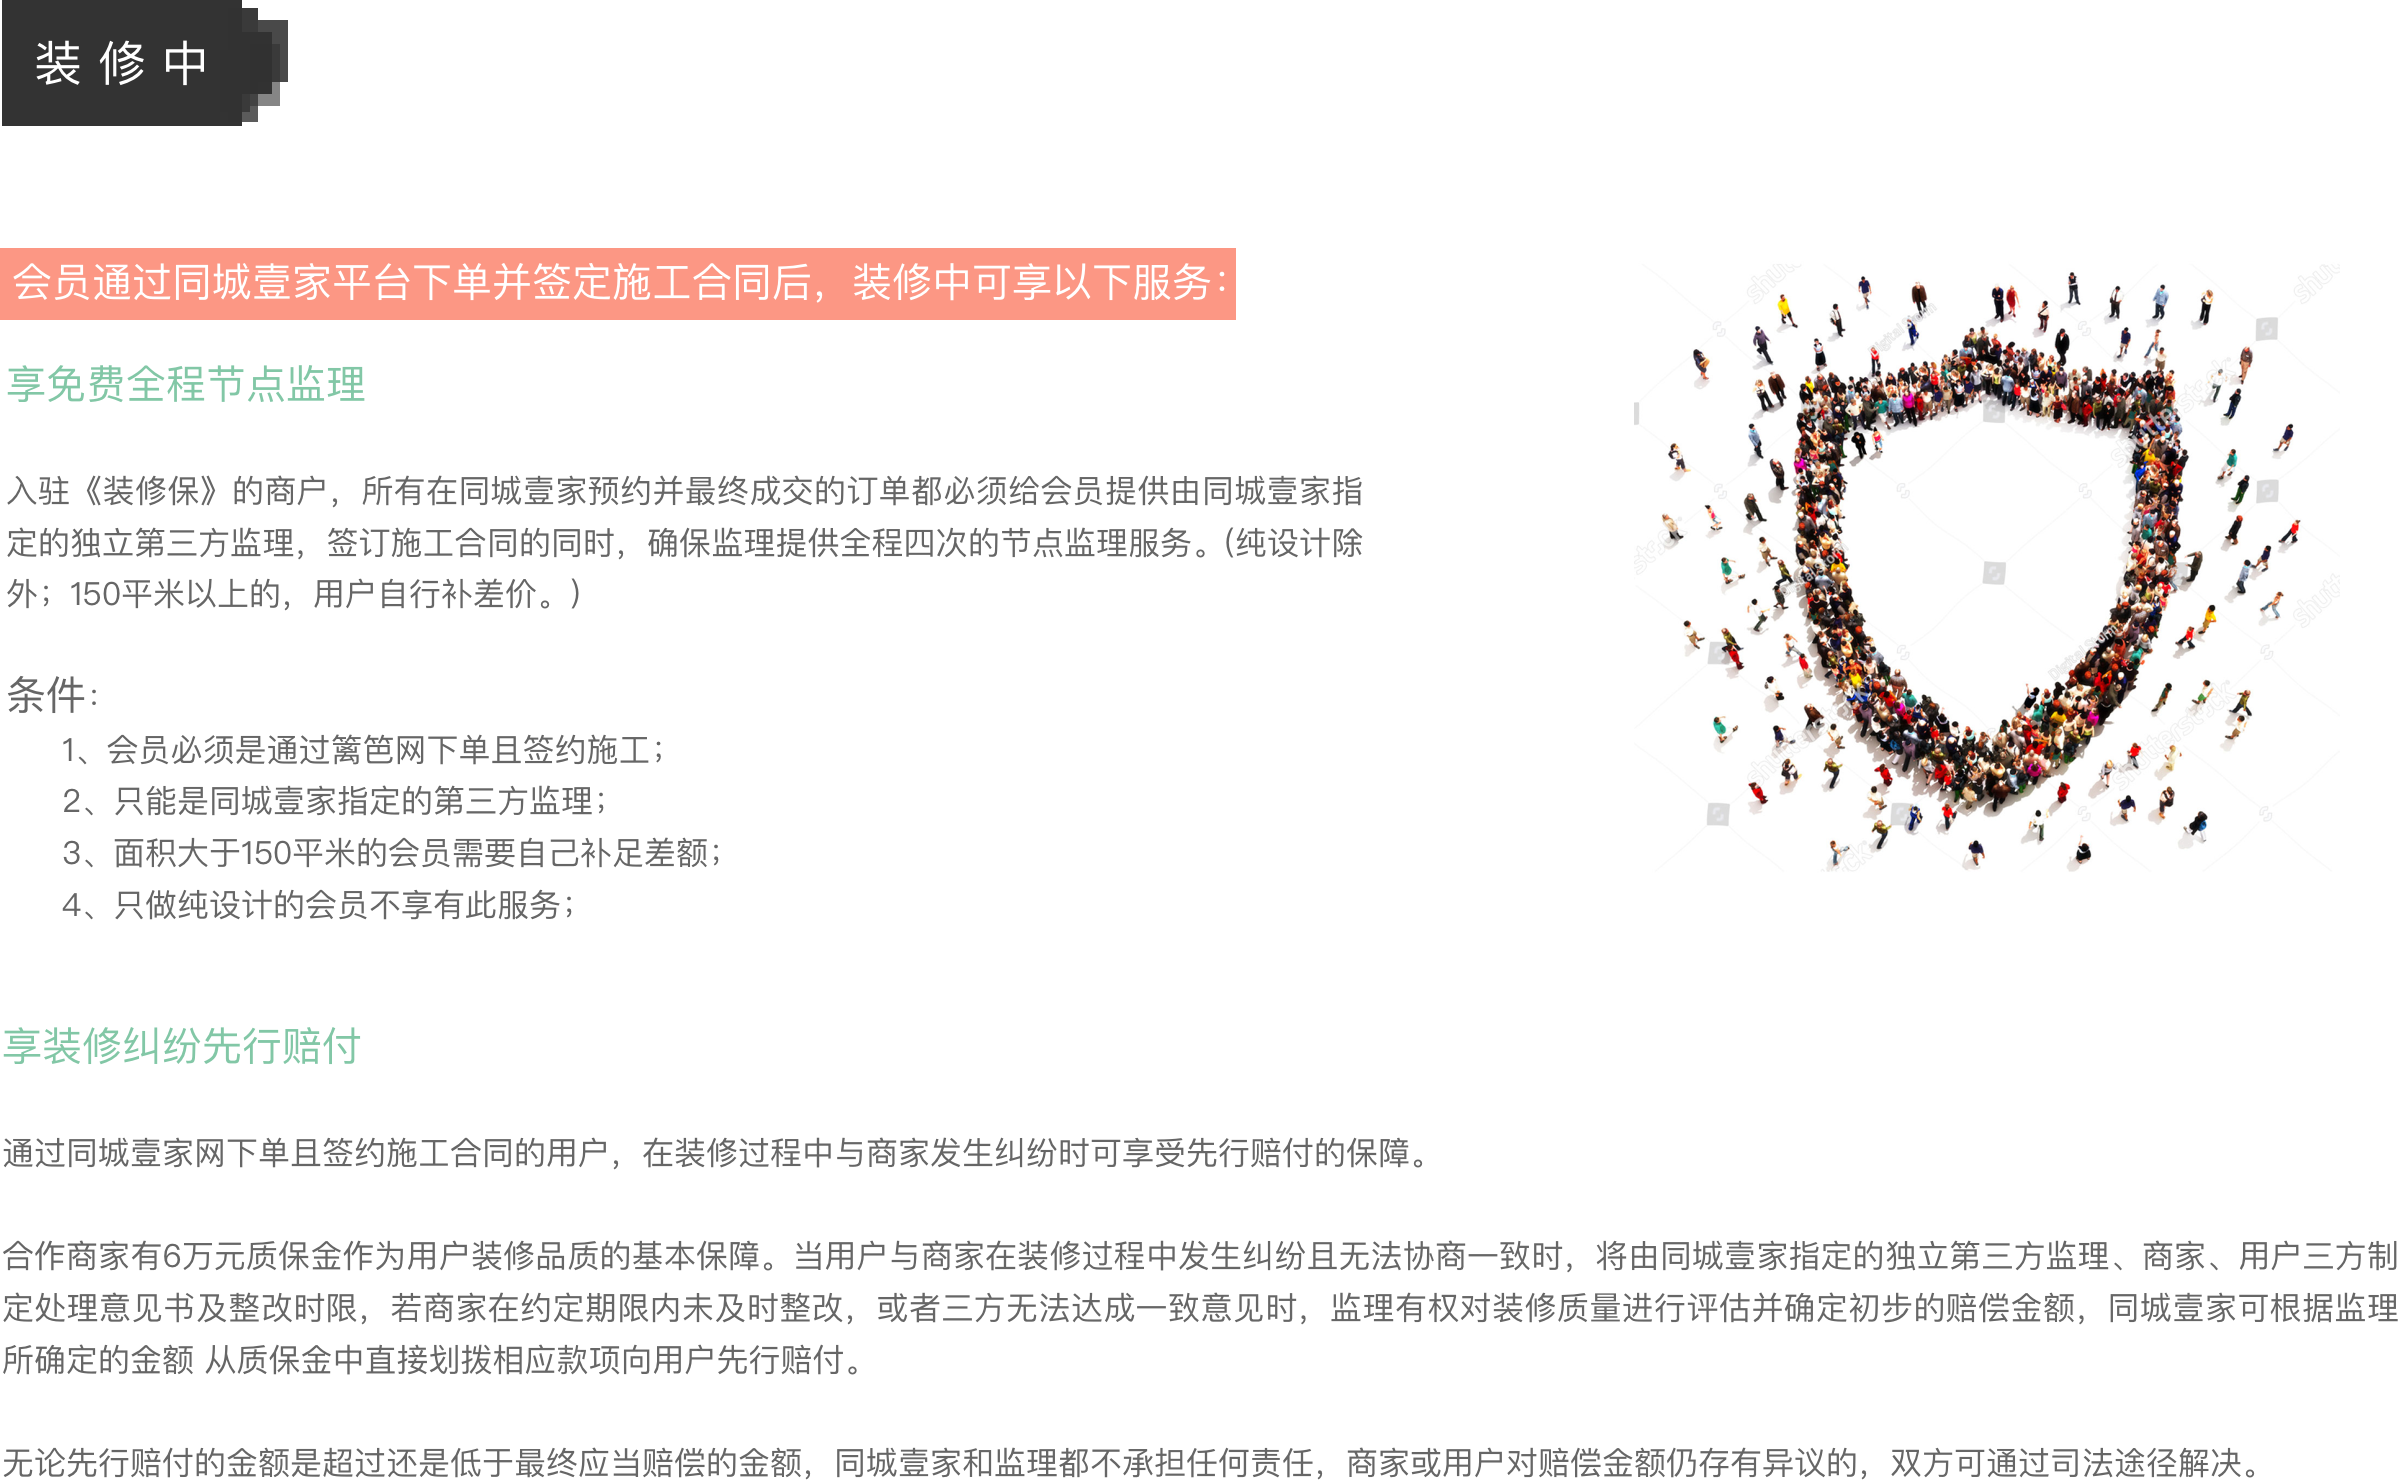 装修中
会员通过同城壹家平台下单并签定施工合同后，装修中可享以下服务：
享免费全程节点监理
入驻《装修保》的商户，所有在同城壹家预约并最终成交的订单都必须给会员提供由同城壹家指
定的独立第三方监理，签订施工合同的同时，确保监理提供全程四次的节点监理服务。（纯设计除
外；150平米以上的，用户自行补差价。）
条件：
1、会员必须是通过篱笆网下单且签约施工；
2、只能是同城壹家指定的第三方监理；
3、面积大于150平米的会员需要自己补足差额；
4、只做纯设计的会员不享有此服务；
享装修纠纷先行赔付
通过同城壹家网下单且签约施工合同的用户，在装修过程中与商家发生纠纷时可享受先行赔付的保障。
合作商家有6万元质保金作为用户装修品质的基本保障。当用户与商家在装修过程中发生纠纷且无法协商一致时，将由同城壹家指定的独立第三方监理、商家、用户三方制
定处理意见书及整改时限，若商家在约定期限内未及时整改，或者三方无法达成一致意见时，监理有权对装修质量进行评估并确定初步的赔偿金额，同城壹家可根据监理
所确定的金额 从质保金中直接划拨相应款项向用户先行赔付。
无论先行赔付的金额是超过还是低于最终应当赔偿的金额，同城壹家和监理都不承担任何责任，商家或用户对赔偿金额仍存有异议的，双方可通过司法途径解决。